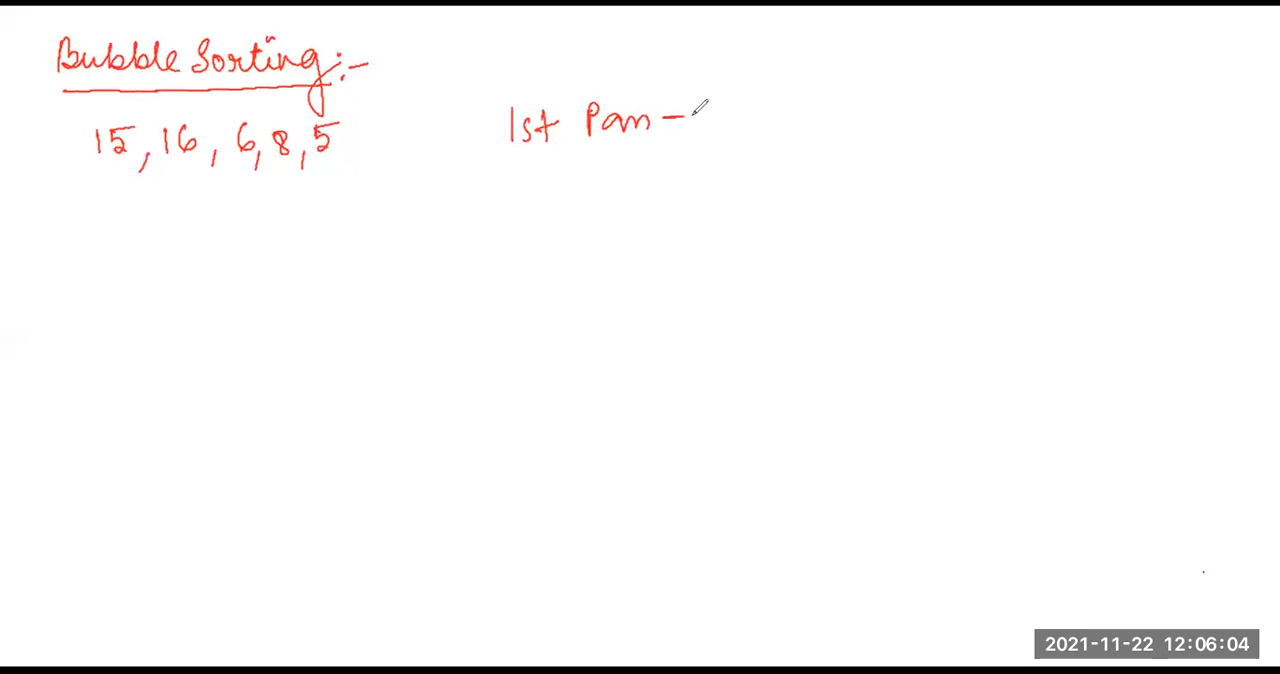 Bubble Sorting:-
15, 16, 6, 8, 5
1st Pass -
2021-11-22 12:06:04